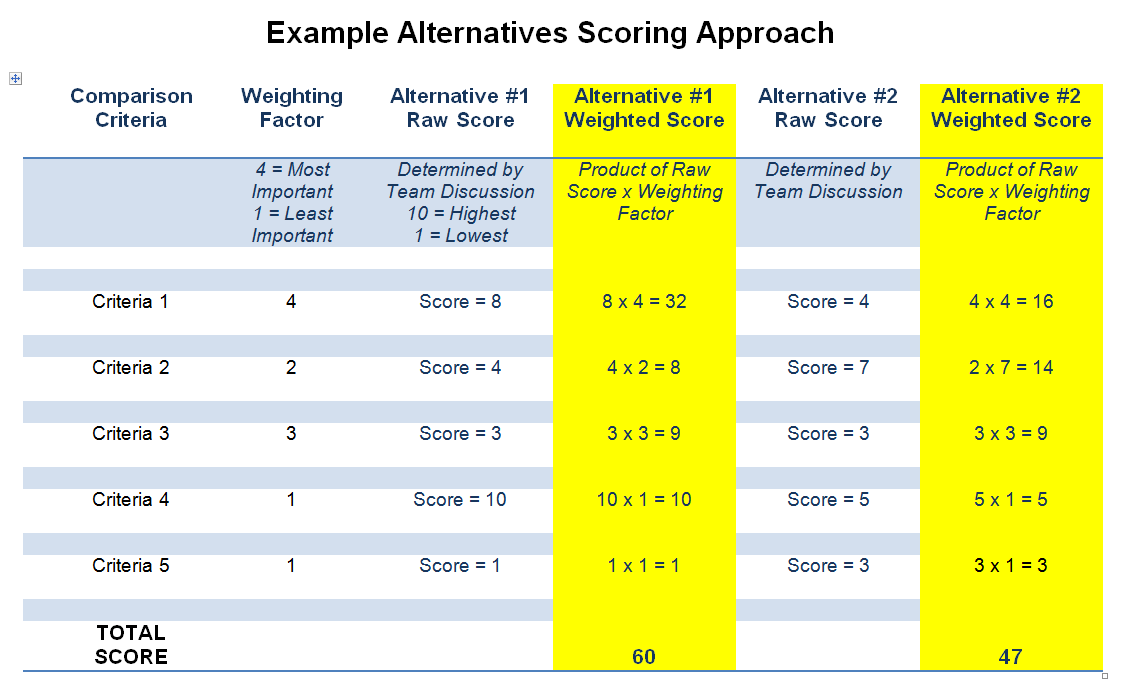 Example Alternatives Scoring Approach
Comparison Criteria Weighting Factor Alternative #1 Raw Score Alternative #1 Weighted Score Alternative #2 Raw Score Alternative #2 Weighted Score
4 = Most Important 1 = Least Important Determined by Team Discussion 10 = Highest 1 = Lowest Product of Raw Score x Weighting Factor Determined by Team Discussion Product of Raw Score x Weighting Factor
Criteria 1 4 Score = 8 8 x 4 = 32 Score = 4 4 x 4 = 16
Criteria 2 2 Score = 4 4 x 2 = 8 Score = 7 2 x 7 = 14
Criteria 3 3 Score = 3 3 x 3 = 9 Score = 3 3 x 3 = 9
Criteria 4 1 Score = 10 10 x 1 = 10 Score = 5 5 x 1 = 5
Criteria 5 1 Score = 1 1 x 1 = 1 Score = 3 3 x 1 = 3
TOTAL SCORE 60 47